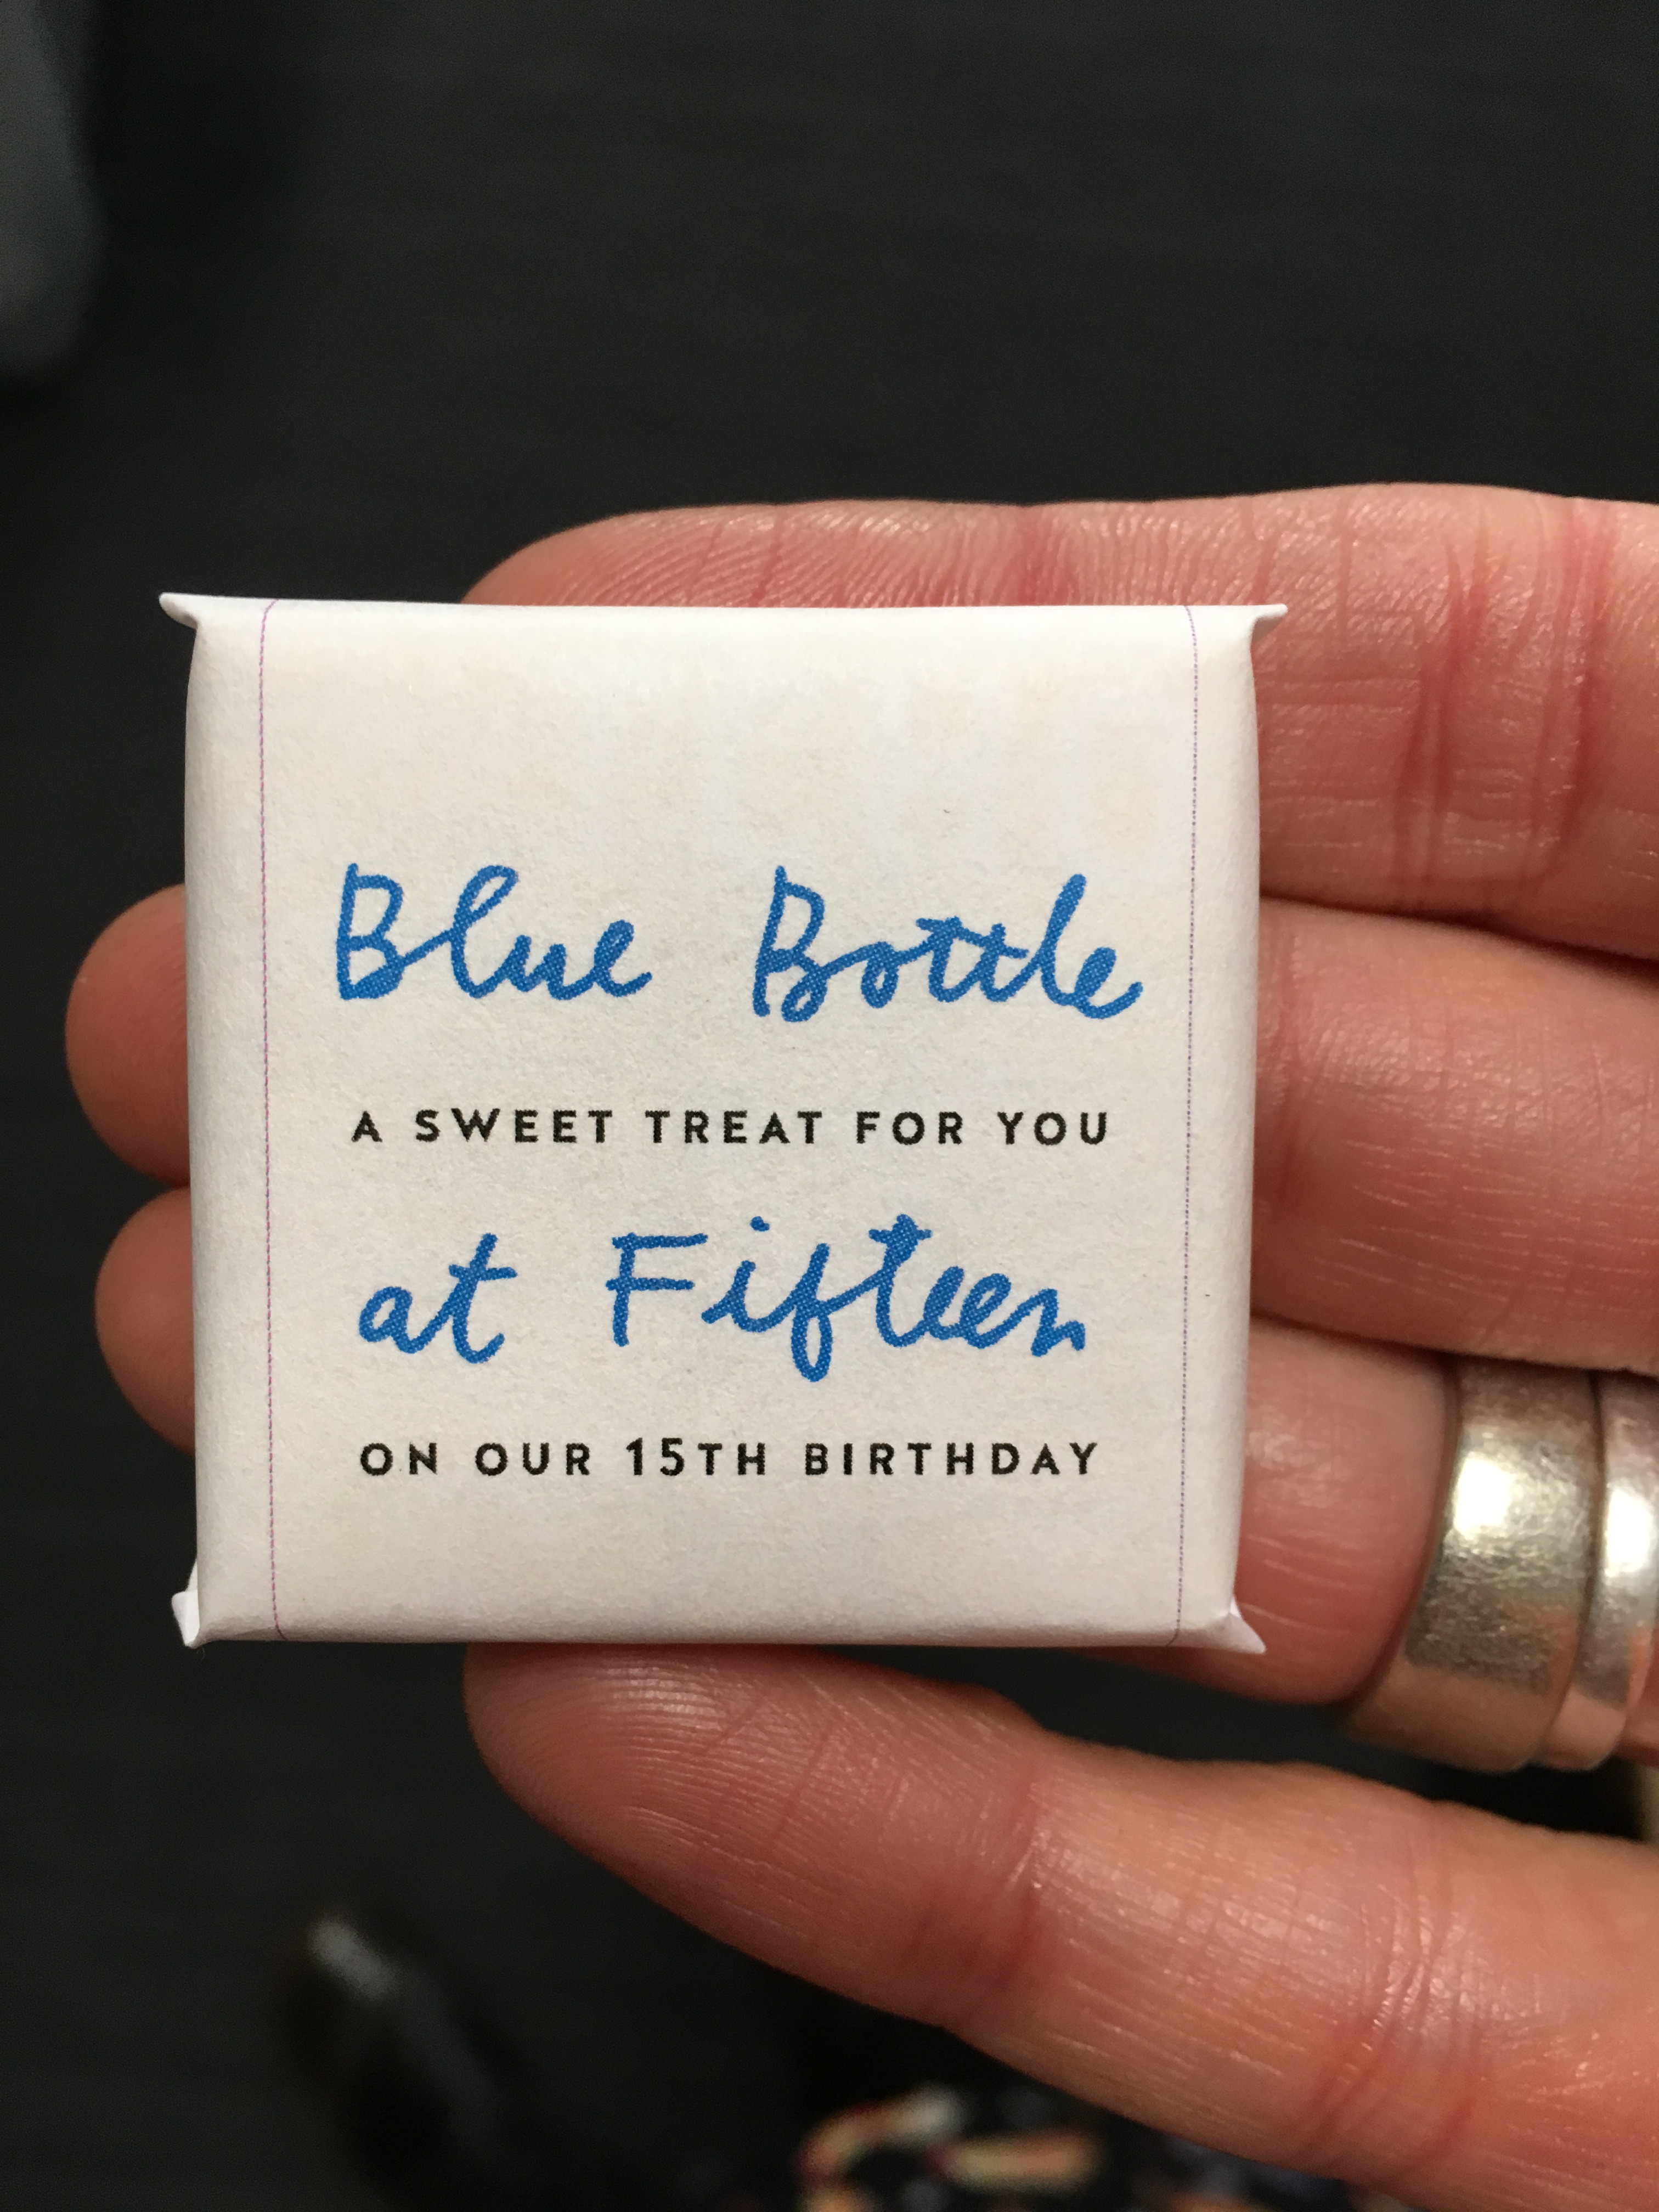 Blue Bottle
A SWEET TREAT FOR YOU
at Fifteen
ON OUR 15TH BIRTHDAY